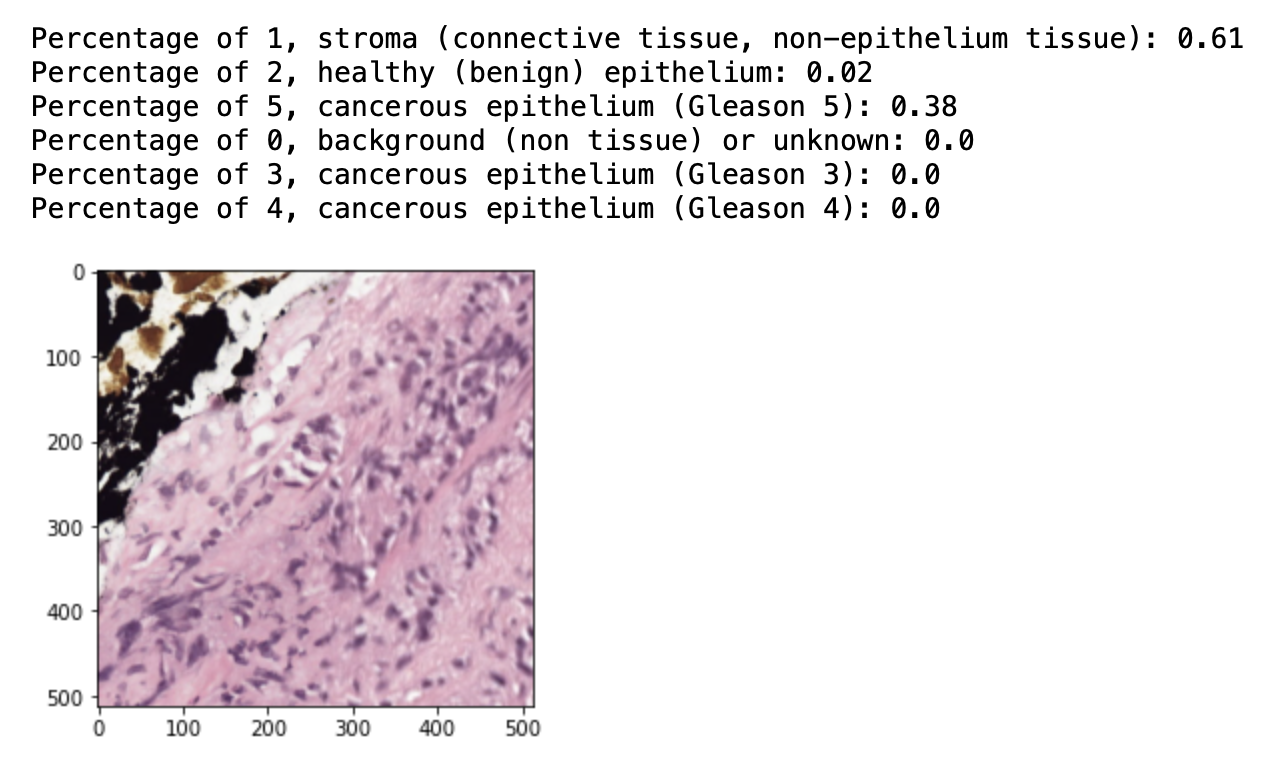 Percentage of 1, stroma (connective tissue, non-epithelium tissue): 0.61
Percentage of 2, healthy (benign) epithelium: 0.02
Percentage of 5, cancerous epithelium (Gleason 5): 0.38
Percentage of 0, background (non tissue) or unknown: 0.0
Percentage of 3, cancerous epithelium (Gleason 3): 0.0
Percentage of 4, cancerous epithelium (Gleason 4): 0.0
0
100
200
300
400
500
0 100 200 300 400 500